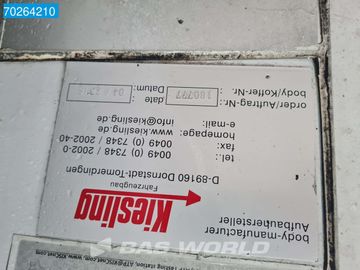 70264210
body-manufacturer
Aufbauhersteller
Kiesling
Fahrzeugbau
D-89160 Dornstadt-Tomerdingen
tel.: 0049 (0) 7348 / 2002-0
fax: 0049 (0) 7348 / 2002-40
homepage: www.kiesling.de
e-mail: info@kiesling.de
order/Auftrag-Nr. date
body/Koffer-Nr. Datum
BAS WORLD